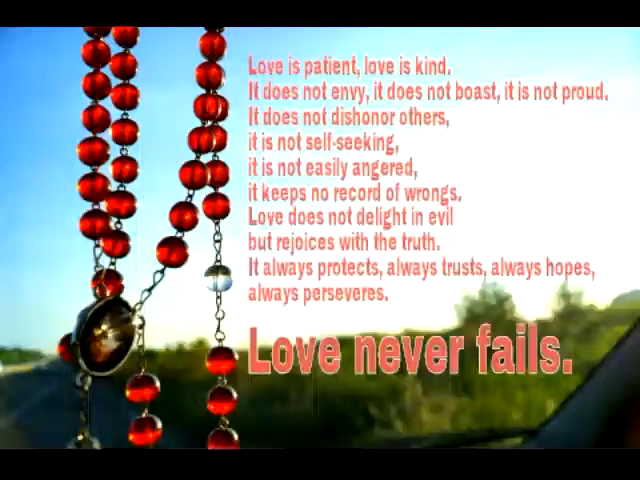 Love is patient, love is kind.
It does not envy, it does not boast, it is not proud.
It does not dishonor others,
it is not self-seeking,
it is not easily angered,
it keeps no record of wrongs.
Love does not delight in evil
but rejoices with the truth.
It always protects, always trusts, always hopes,
always perseveres.
Love never fails.